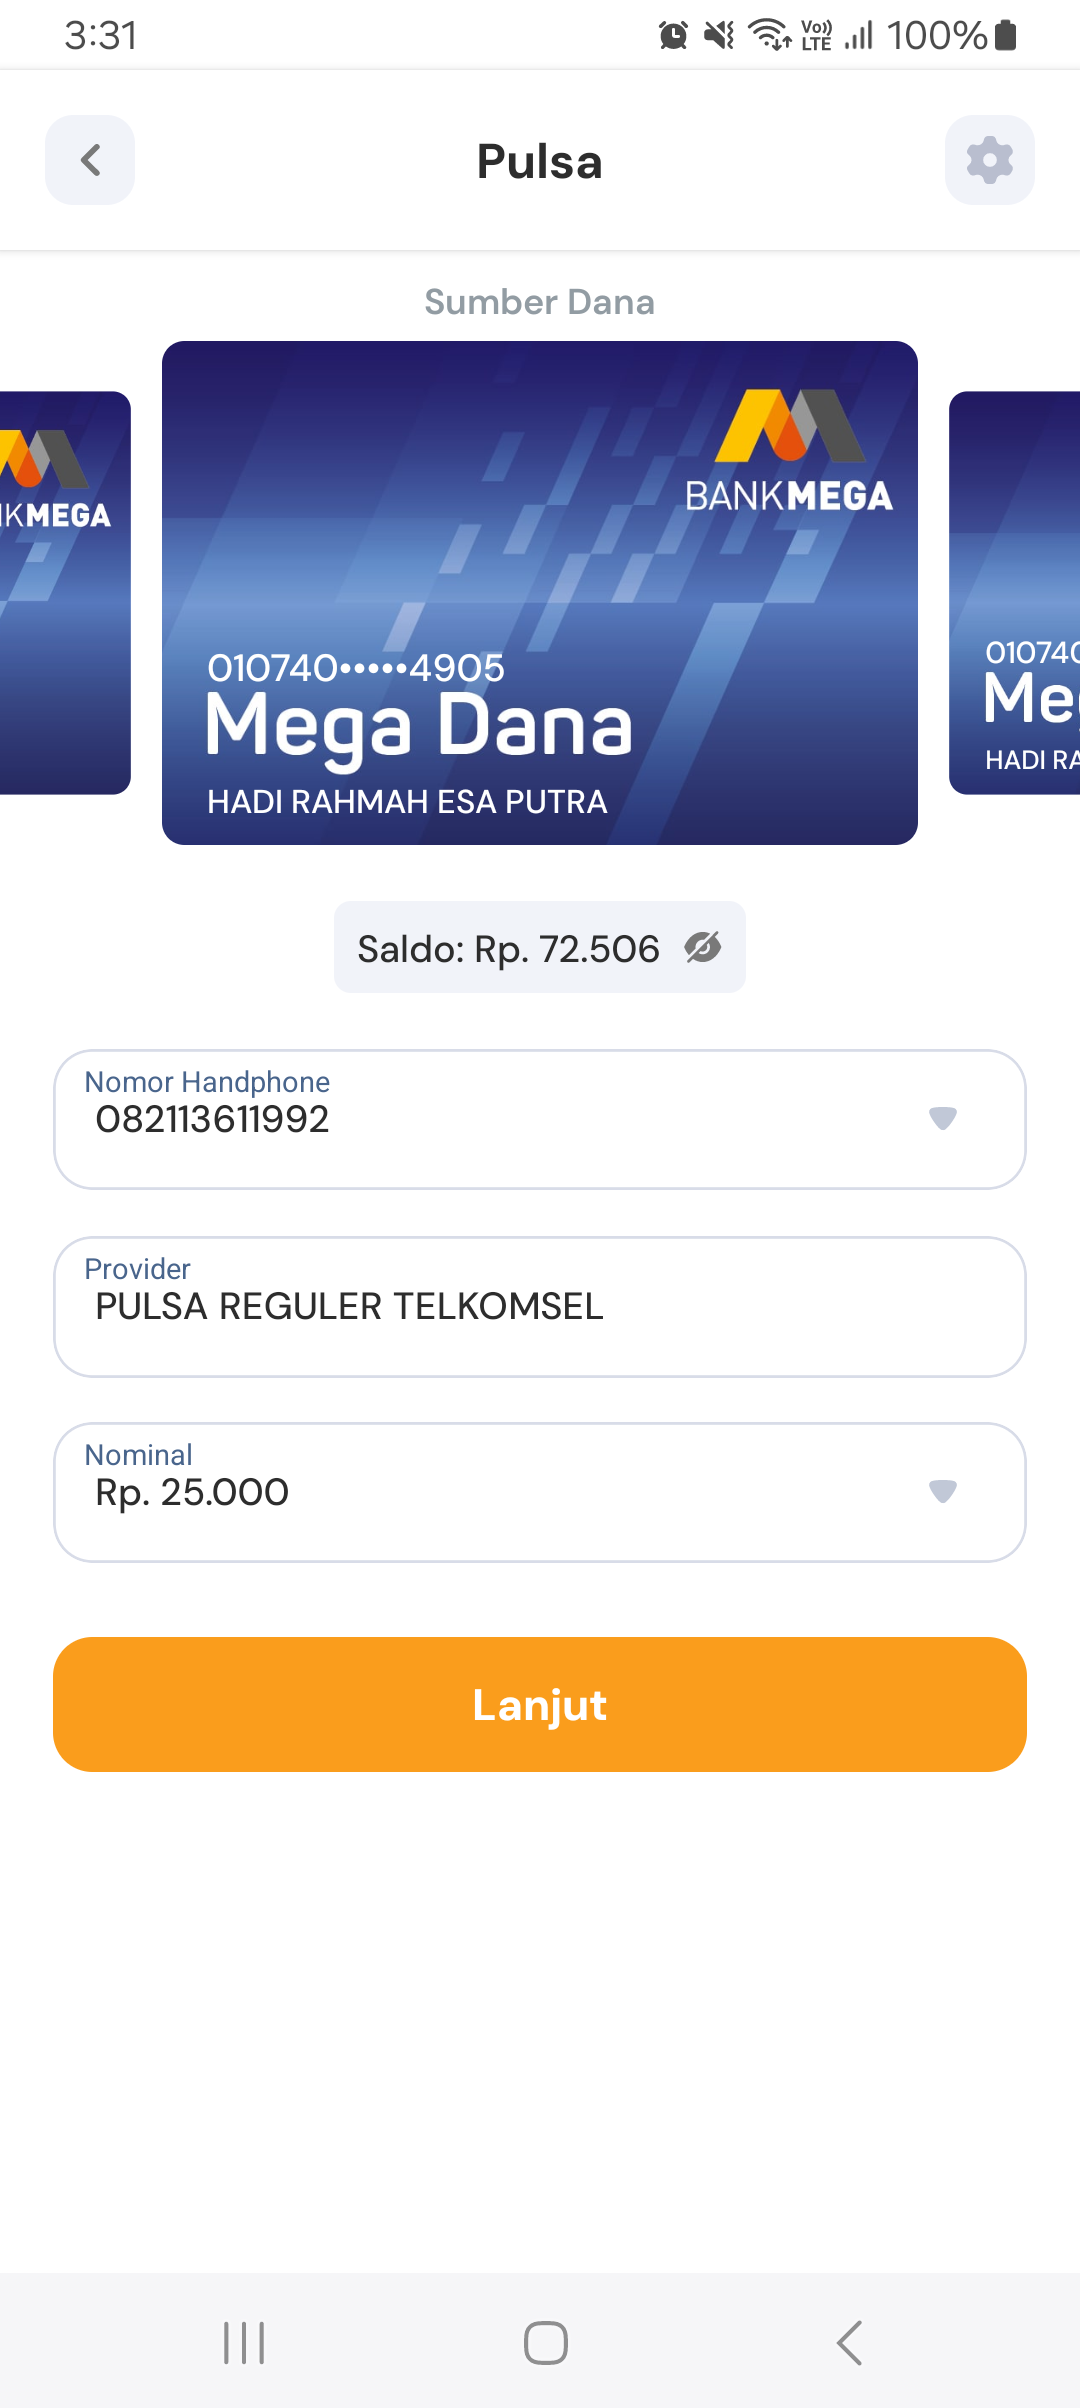 3:31
Vo)) LTE 100%
Pulsa
Sumber Dana
BANKMEGA
010740•••••4905
Mega Dana
HADI RAHMAH ESA PUTRA
KMEGA
010740
Me
HADI RA
Saldo: Rp. 72.506
Nomor Handphone
082113611992
Provider
PULSA REGULER TELKOMSEL
Nominal
Rp. 25.000
Lanjut